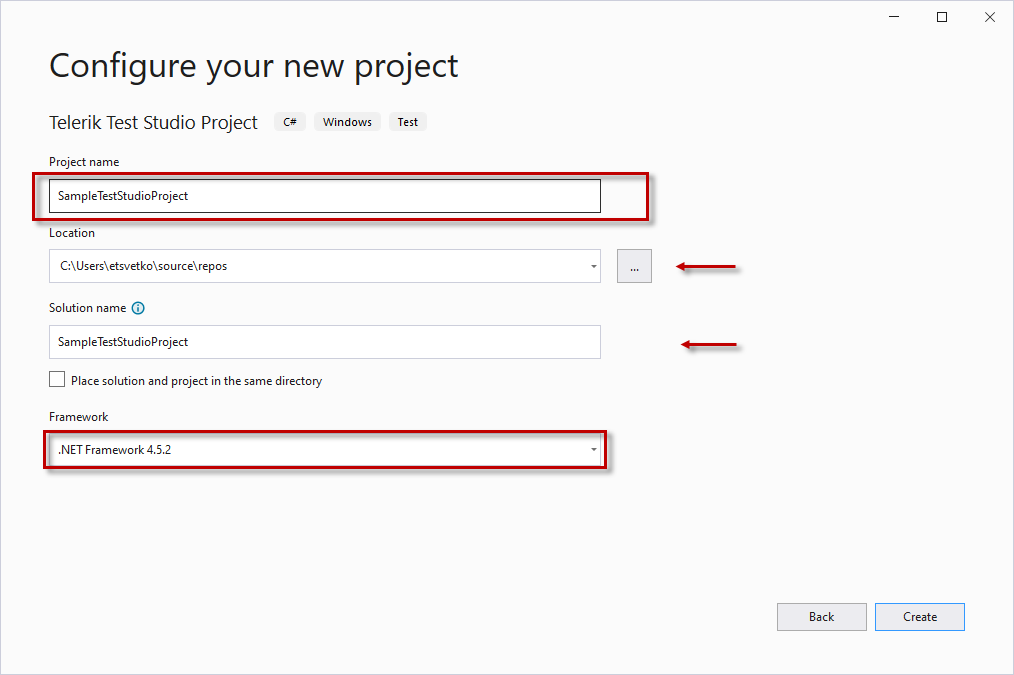 Configure your new project
Telerik Test Studio Project C# Windows Test
Project name
SampleTestStudioProject
Location
C:\Users\etsvetko\source\repos
...
Solution name
SampleTestStudioProject
Place solution and project in the same directory
Framework
.NET Framework 4.5.2
Back Create